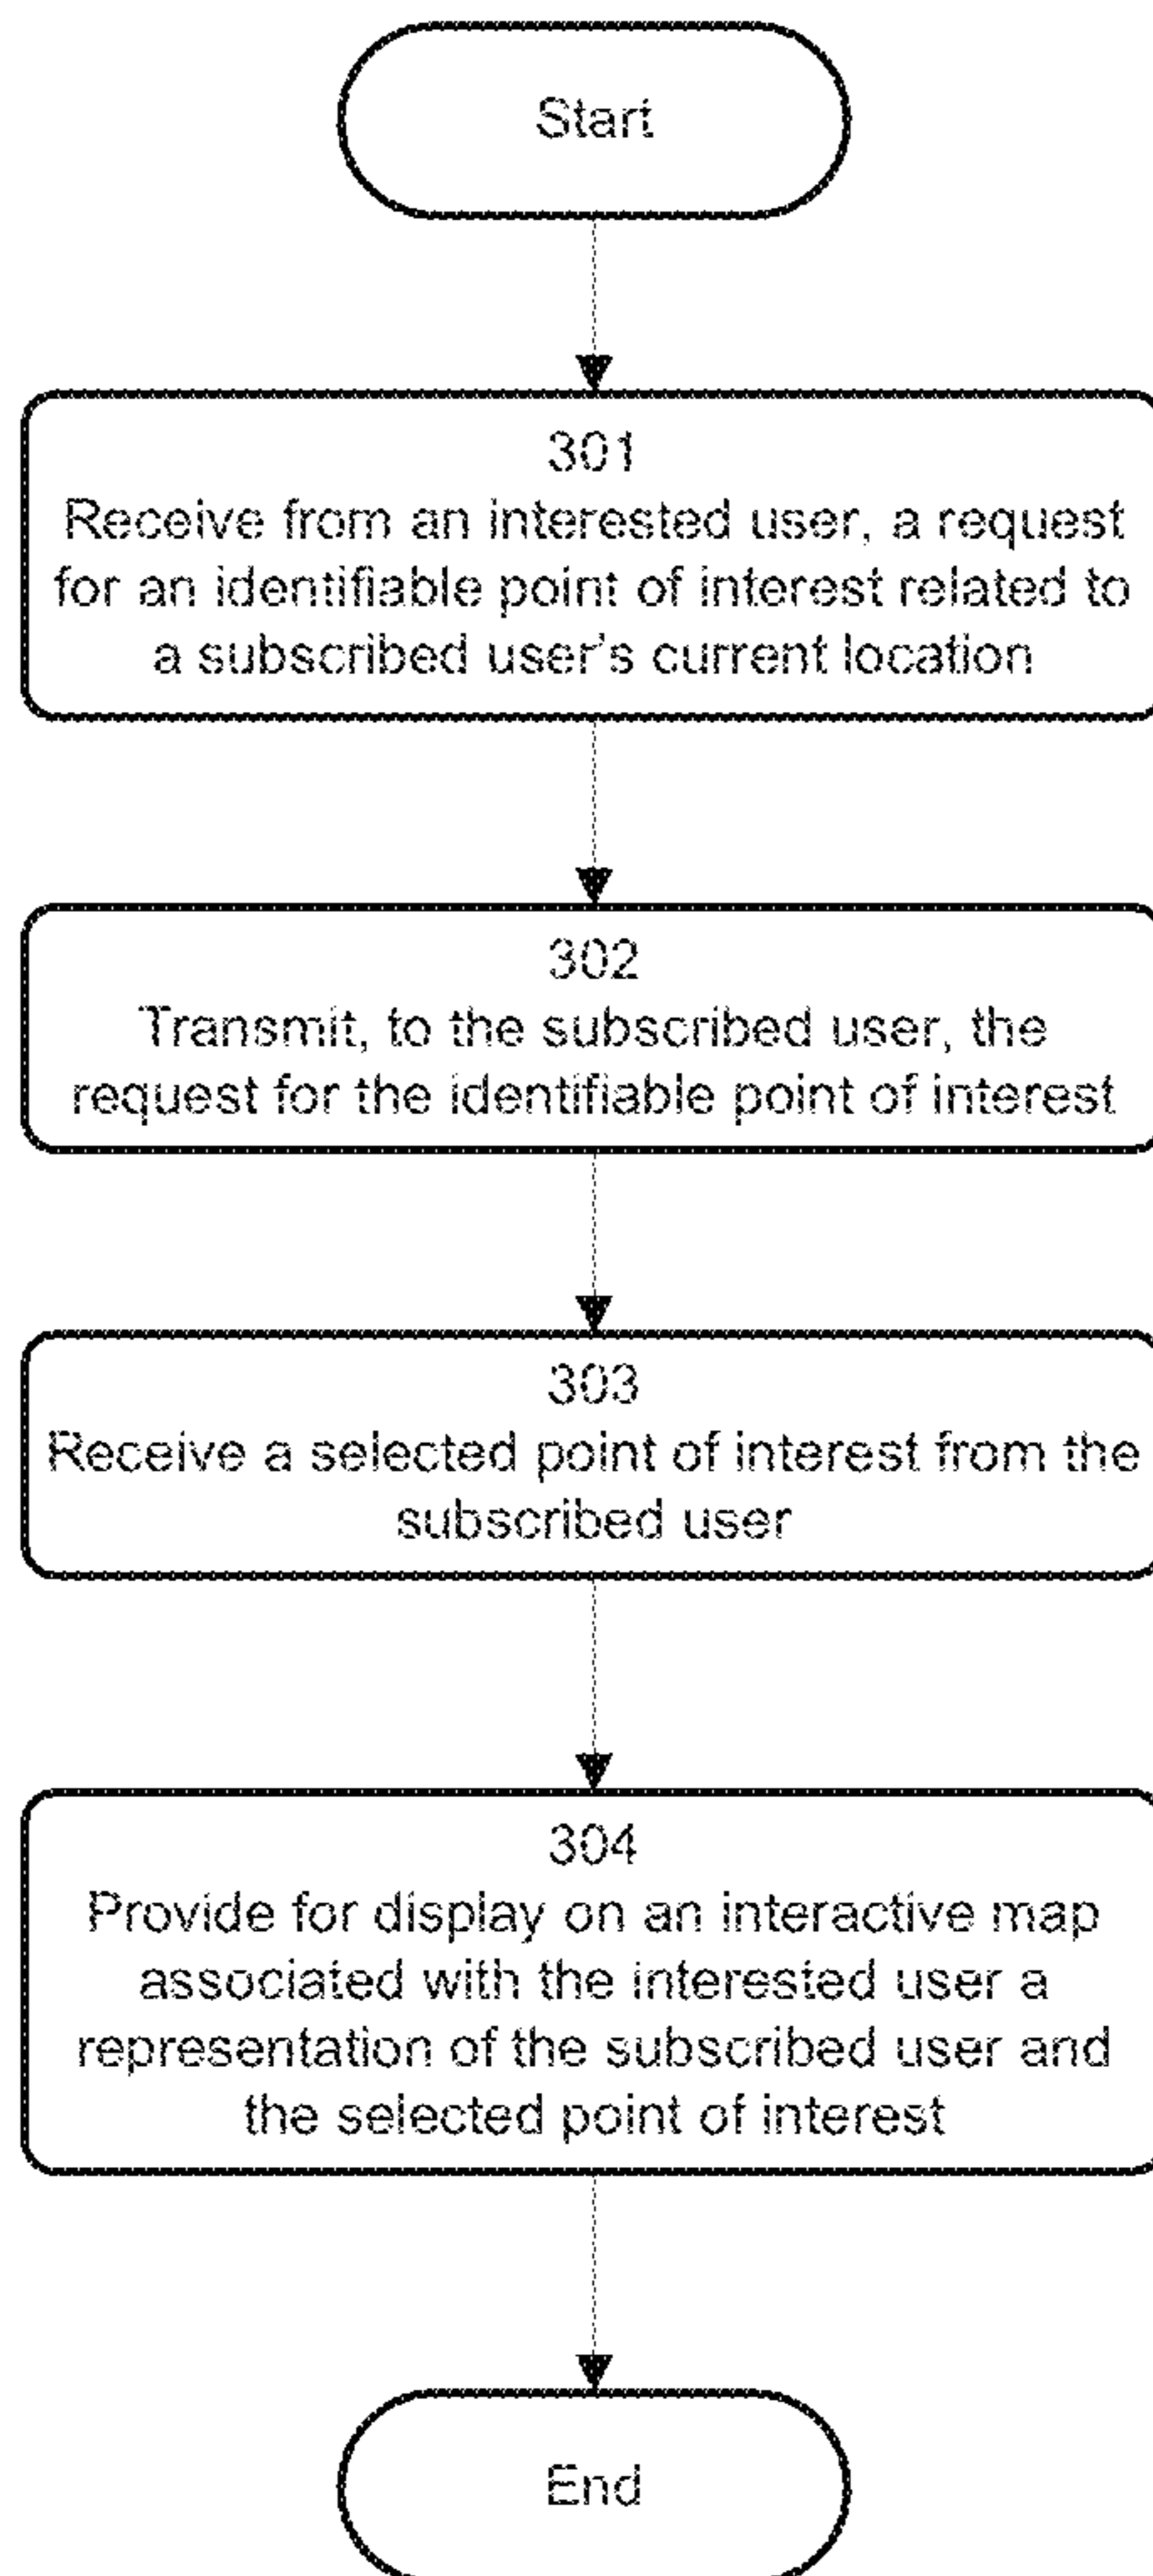 Start
301
Receive from an interested user, a request
for an identifiable point of interest related to
a subscribed user's current location
302
Transmit, to the subscribed user, the
request for the identifiable point of interest
303
Receive a selected point of interest from the
subscribed user
304
Provide for display on an interactive map
associated with the interested user a
representation of the subscribed user and
the selected point of interest
End